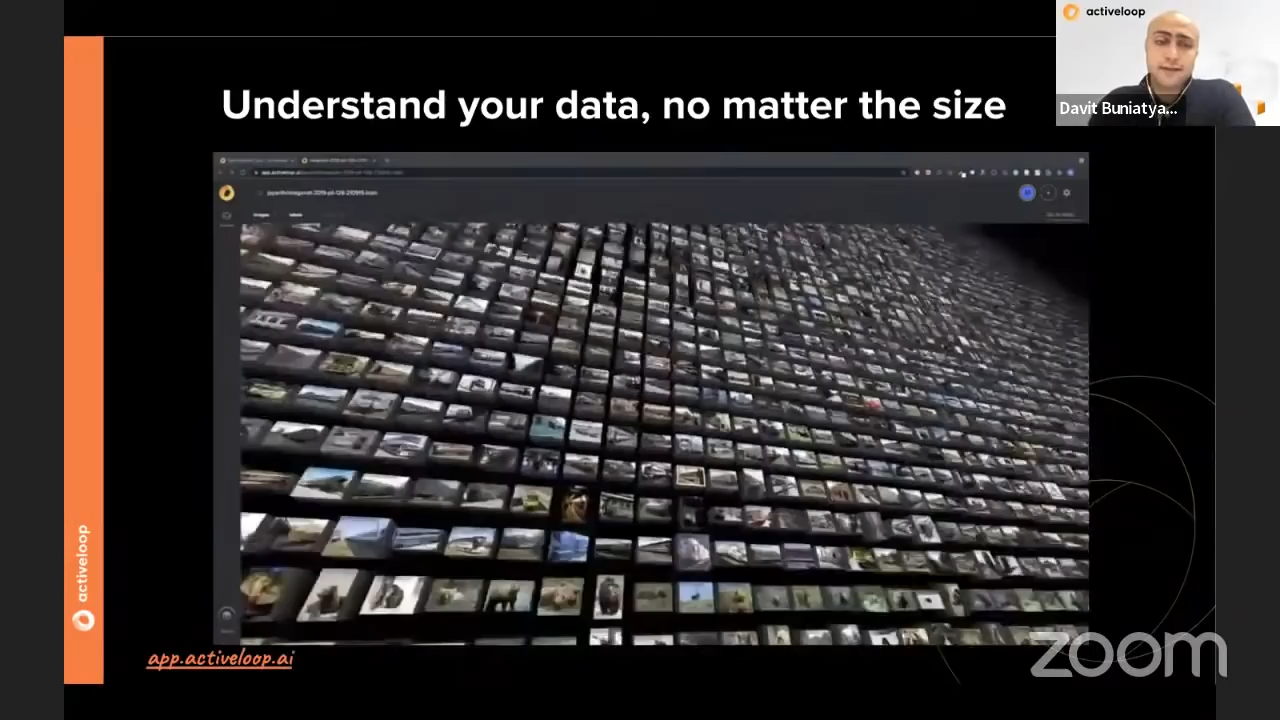 activeloop
Davit Buniatya...
Understand your data, no matter the size
activeloop
app.activeloop.ai
zoom